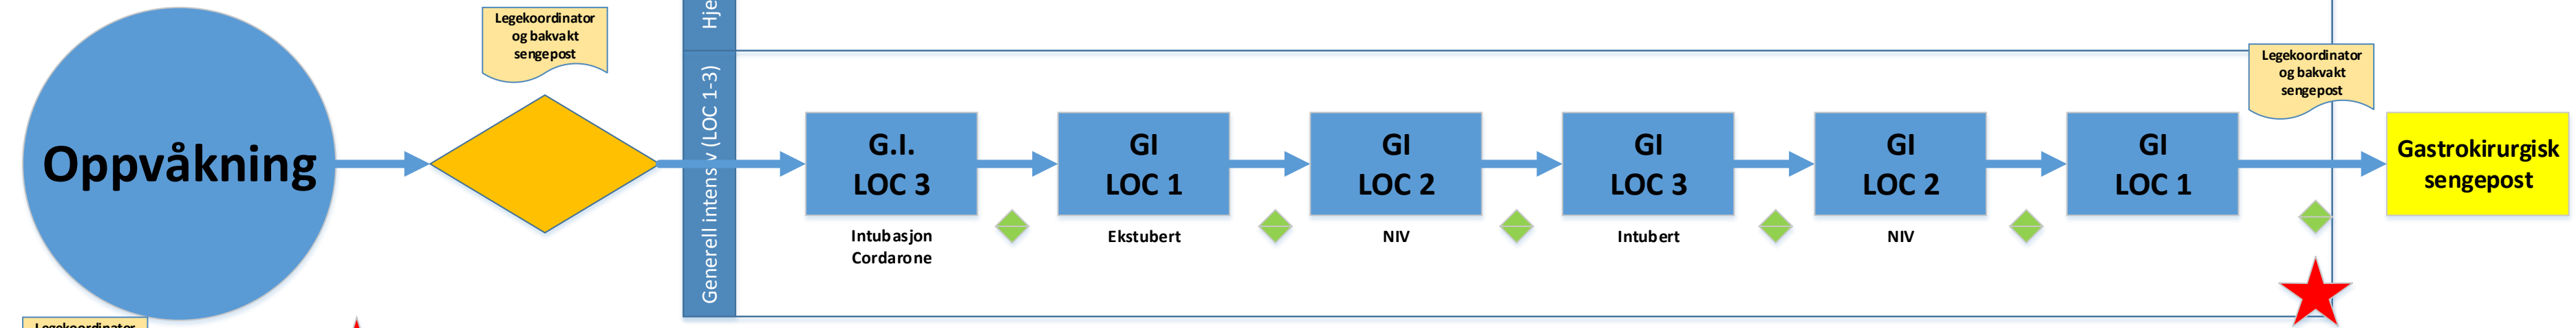 Legekoordinator
og bakvakt
sengepost
Oppvåkning
Hje
Generell intensiv (LOC 1-3)
G.I.
LOC 3
Intubasjon
Cordarone
GI
LOC 1
Ekstubert
GI
LOC 2
NIV
GI
LOC 3
Intubert
GI
LOC 2
NIV
GI
LOC 1
Legekoordinator
og bakvakt
sengepost
Gastrokirurgisk
sengepost
Legekoordinator